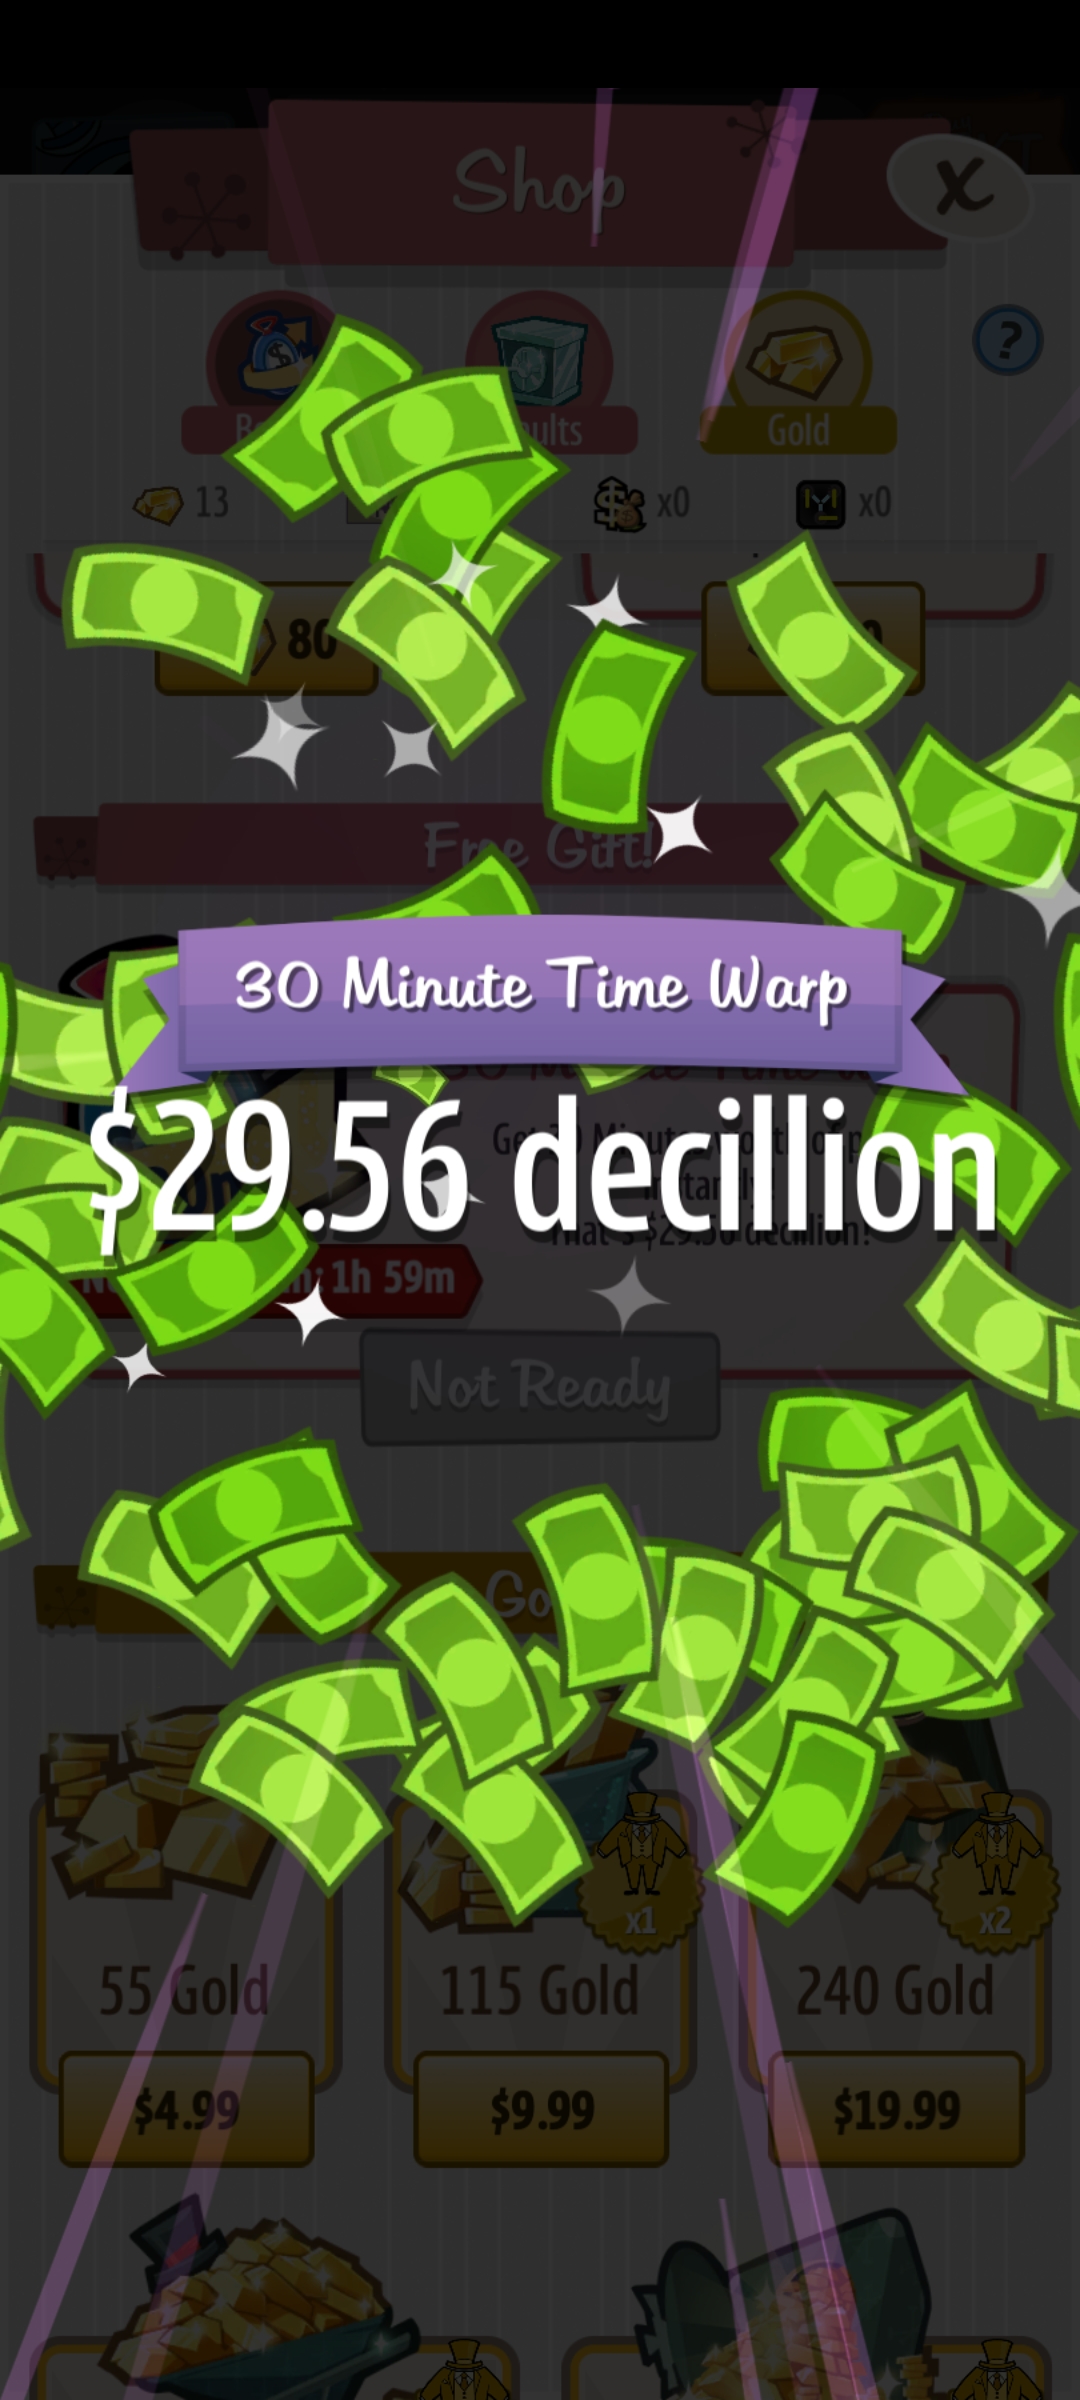 Shop
X
?
Gold
13
x0
x0
80
Free Gift!
30 Minute Time Warp
$29.56 decillion
1h 59m
Not Ready
x1
x2
55 Gold
115 Gold
240 Gold
$4.99
$9.99
$19.99